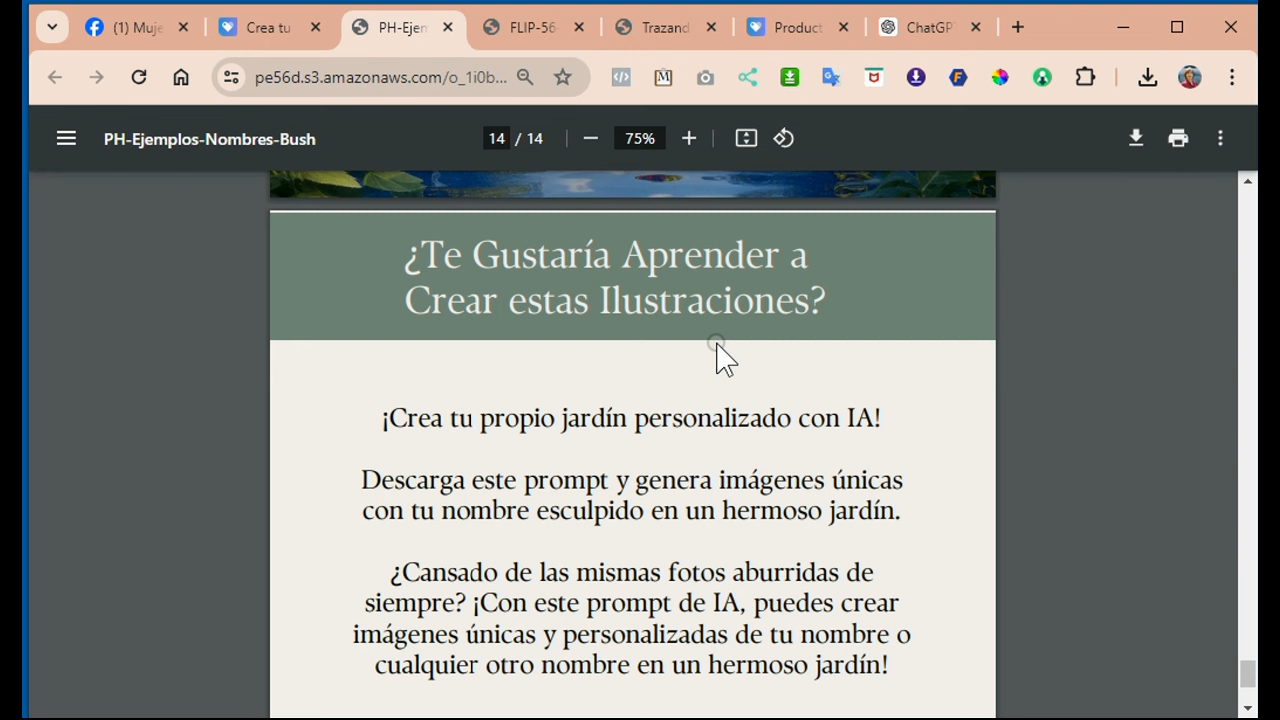 (1) Muje
Crea tu
PH-Ejen
FLIP-56
Trazand
Product
ChatGP
pe56d.s3.amazonaws.com/o_1i0b...
PH-Ejemplos-Nombres-Bush
14 / 14
75%
¿Te Gustaría Aprender a
Crear estas Ilustraciones?
¡Crea tu propio jardín personalizado con IA!
Descarga este prompt y genera imágenes únicas
con tu nombre esculpido en un hermoso jardín.
¿Cansado de las mismas fotos aburridas de
siempre? ¡Con este prompt de IA, puedes crear
imágenes únicas y personalizadas de tu nombre o
cualquier otro nombre en un hermoso jardín!